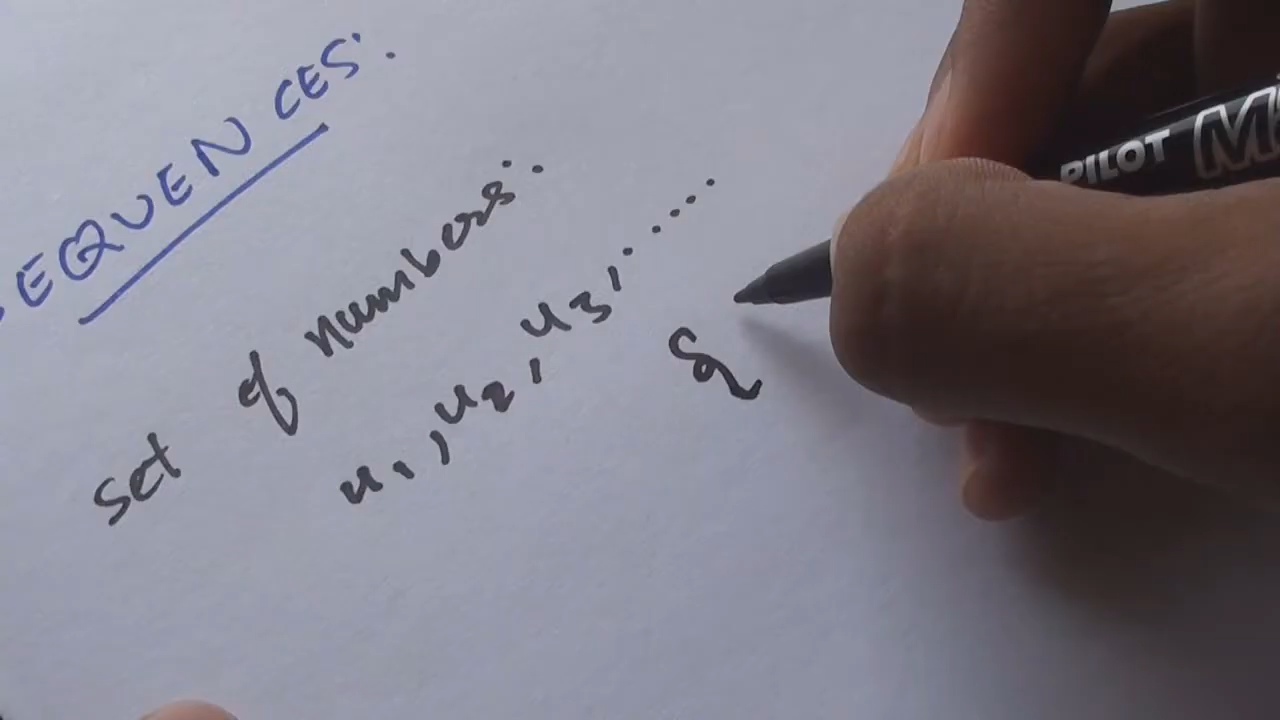 SEQUENCES:
set of numbers:
u1, u2, u3, .....
PILOT